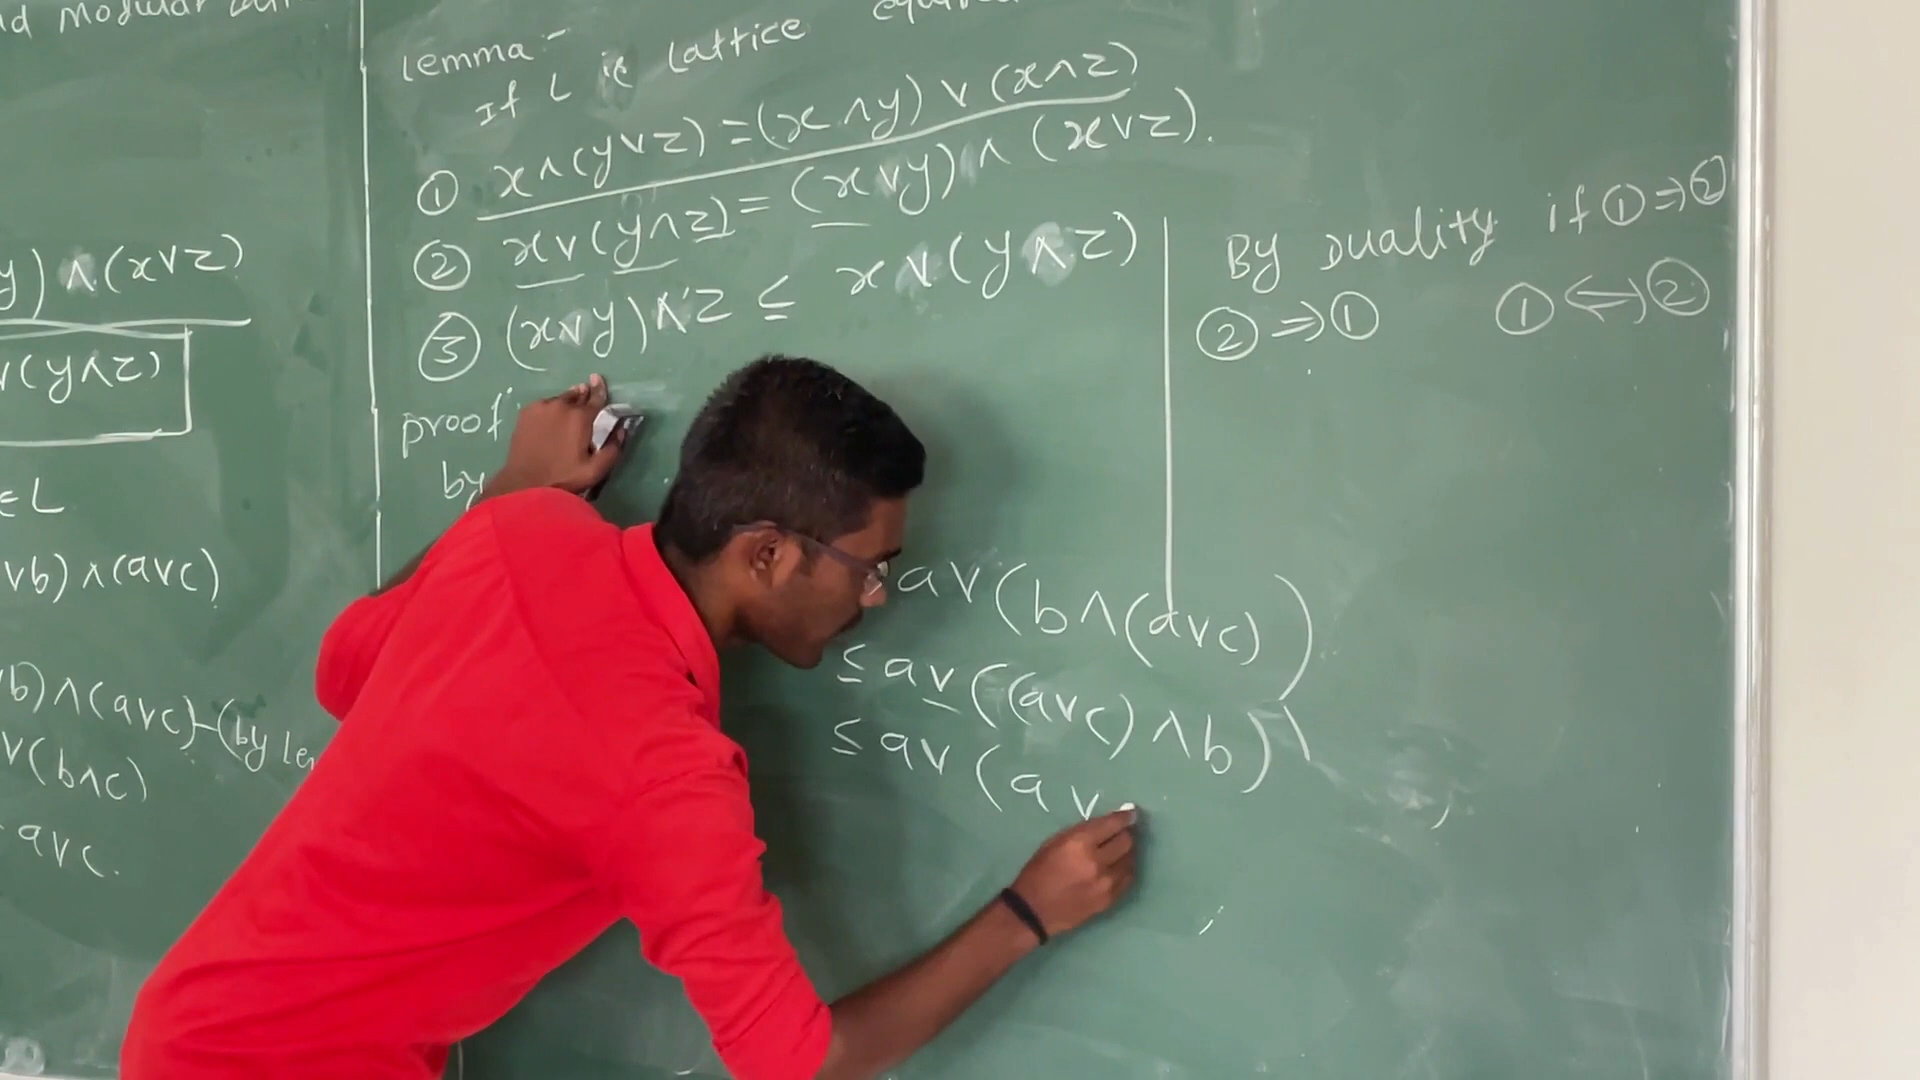 d modular
y) ∧ (x∨z)
∨(y∧z)
∈ L
∨b) ∧ (a∨c)
b) ∧ (a∨c) - (by
∨(b∧c)
a∨c.
lemma -
If L is Lattice
① x∧(y∨z) = (x∧y) ∨ (x∧z)
② x∨(y∧z) = (x∨y) ∧ (x∨z).
③ (x∨y)∧z ≤ x∨(y∧z)
proof
by
a∨(b∧(a∨c))
≤ a∨((a∨c)∧b)
≤ a∨(a∨
By Duality if ①⇒②
②⇒① ①⇔②